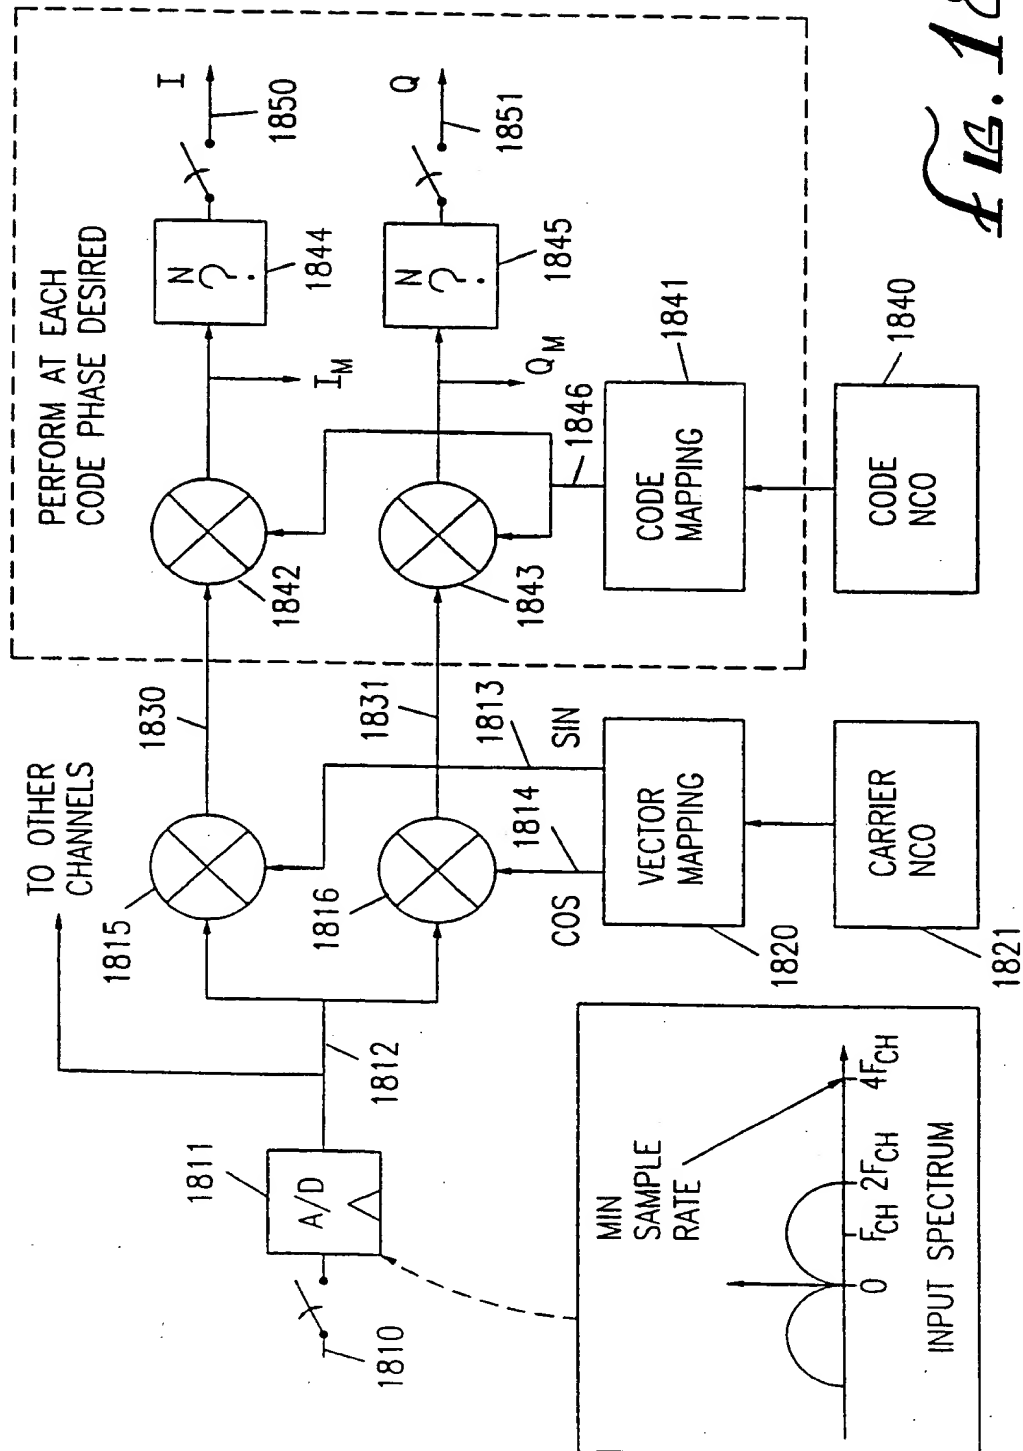 PERFORM AT EACH
CODE PHASE DESIRED
I
1850
N
?
1844
I_M
1842
Q
1851
N
?
1845
Q_M
1843
1846
CODE
MAPPING
1841
CODE
NCO
1840
TO OTHER
CHANNELS
1815
1830
1816
1831
1813
SIN
1814
COS
VECTOR
MAPPING
1820
CARRIER
NCO
1821
1810
A/D
1811
1812
MIN
SAMPLE
RATE
0
F_CH
2F_CH
4F_CH
INPUT SPECTRUM
FIG. 18